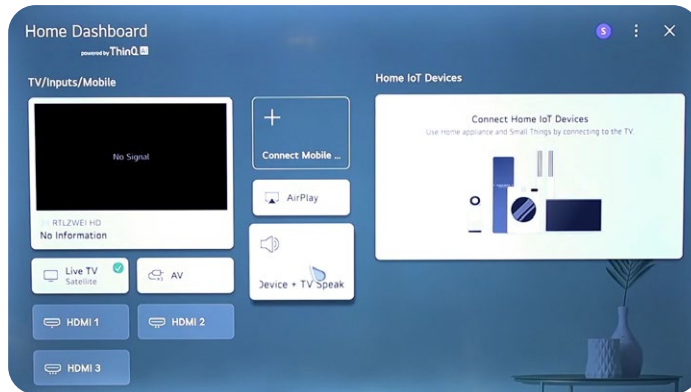 Home Dashboard
powered by ThinQ
S
TV/Inputs/Mobile
Home IoT Devices
No Signal
RTLZWEI HD
No Information
Connect Mobile ...
AirPlay
Device + TV Speak
Connect Home IoT Devices
Use Home appliance and Small Things by connecting to the TV.
Live TV
Satellite
AV
HDMI 1
HDMI 2
HDMI 3